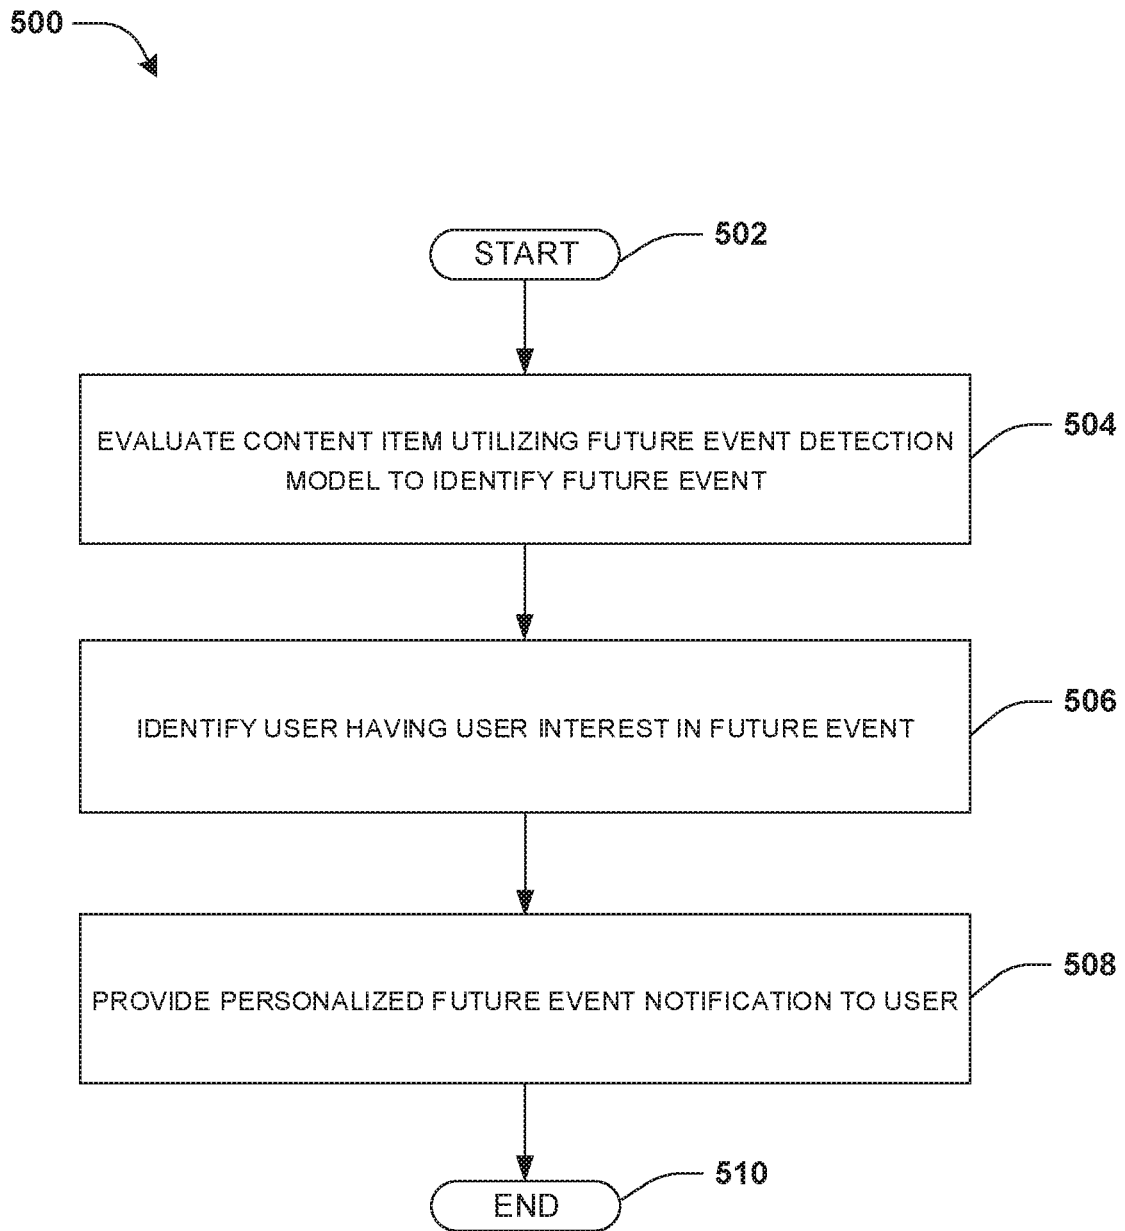 500
START
502
EVALUATE CONTENT ITEM UTILIZING FUTURE EVENT DETECTION
MODEL TO IDENTIFY FUTURE EVENT
504
IDENTIFY USER HAVING USER INTEREST IN FUTURE EVENT
506
PROVIDE PERSONALIZED FUTURE EVENT NOTIFICATION TO USER
508
END
510